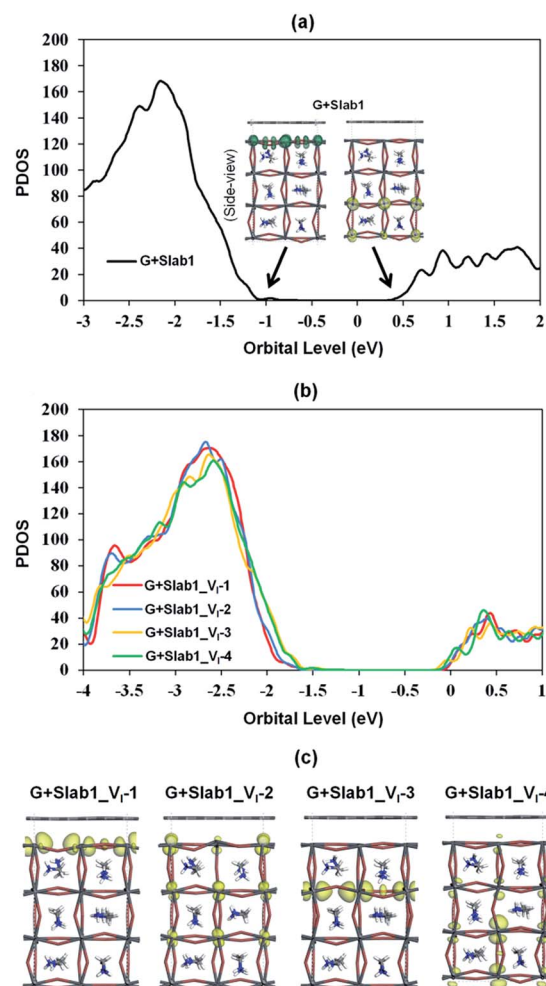 (a)
200
180
160
140
120
100
80
60
40
20
0
PDOS
G+Slab1
(Side-view)
G+Slab1
-3 -2.5 -2 -1.5 -1 -0.5 0 0.5 1 1.5 2
Orbital Level (eV)
(b)
200
180
160
140
120
100
80
60
40
20
0
PDOS
G+Slab1_VI-1
G+Slab1_VI-2
G+Slab1_VI-3
G+Slab1_VI-4
-4 -3.5 -3 -2.5 -2 -1.5 -1 -0.5 0 0.5 1
Orbital Level (eV)
(c)
G+Slab1_VI-1 G+Slab1_VI-2 G+Slab1_VI-3 G+Slab1_VI-4